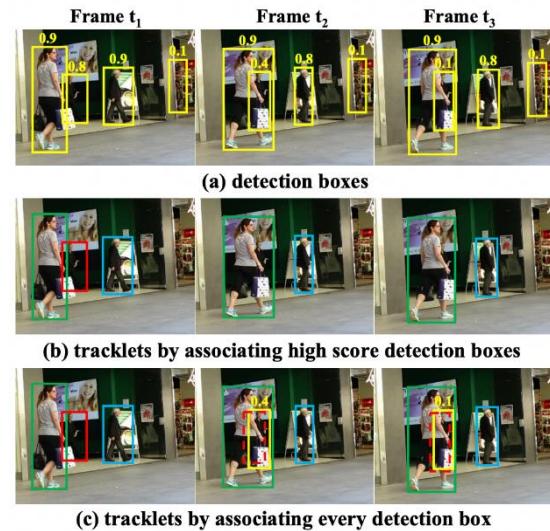 Frame t1 Frame t2 Frame t3
0.9 0.8 0.9 0.1 0.9 0.4 0.8 0.1 0.9 0.1 0.8 0.1
(a) detection boxes
(b) tracklets by associating high score detection boxes
0.4 0.1
(c) tracklets by associating every detection box